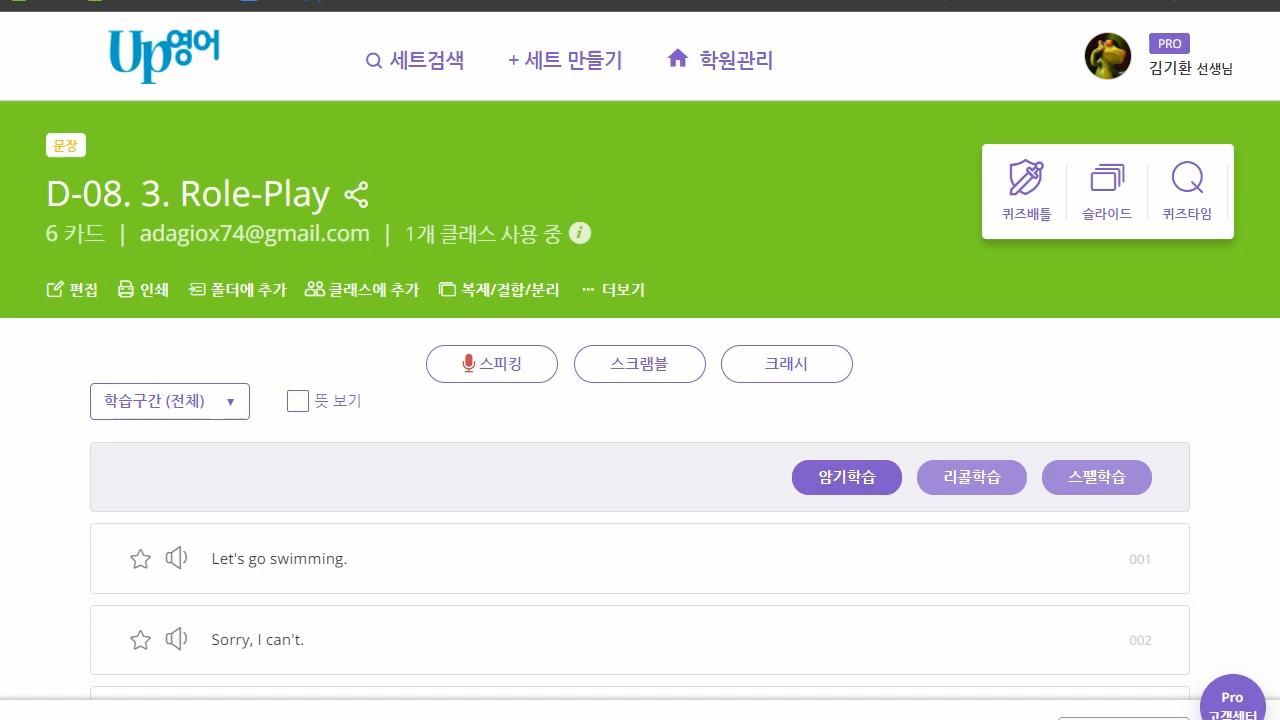 Up영어
세트검색
+ 세트 만들기
학원관리
PRO
김기환 선생님
문장
D-08. 3. Role-Play
6 카드 | adagiox74@gmail.com | 1개 클래스 사용 중
퀴즈배틀
슬라이드
퀴즈타임
편집
인쇄
폴더에 추가
클래스에 추가
복제/결합/분리
··· 더보기
스피킹
스크램블
크래시
학습구간 (전체) ▼
뜻 보기
암기학습
리콜학습
스펠학습
Let's go swimming.
001
Sorry, I can't.
002
Pro
고객센터